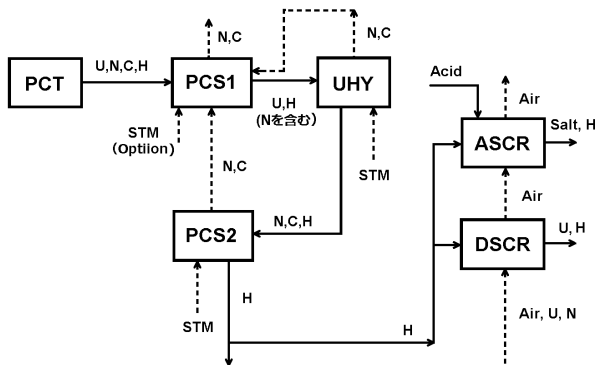 N,C
N,C
PCT
U,N,C,H
PCS1
UHY
U,H
(Nを含む)
STM
(Optiion)
STM
N,C
PCS2
N,C,H
STM
H
H
Acid
Air
ASCR
Salt, H
Air
DSCR
U, H
Air, U, N